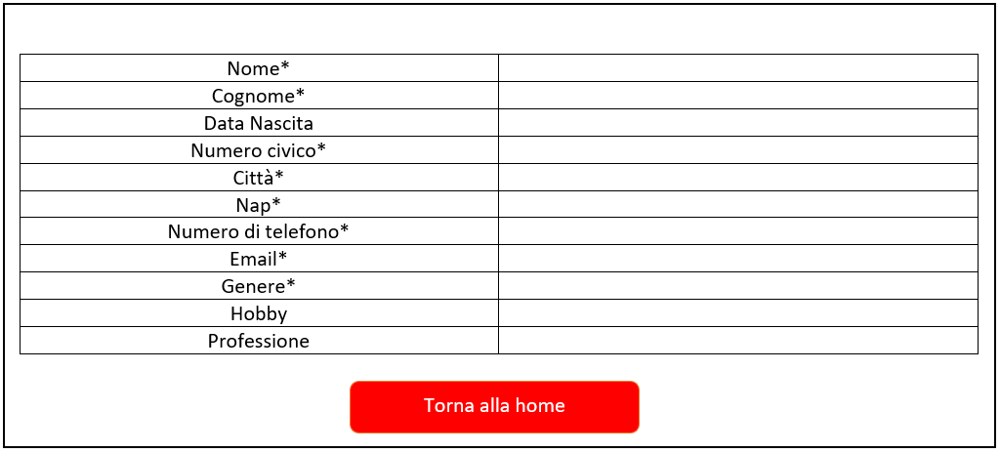 Nome*
Cognome*
Data Nascita
Numero civico*
Città*
Nap*
Numero di telefono*
Email*
Genere*
Hobby
Professione
Torna alla home